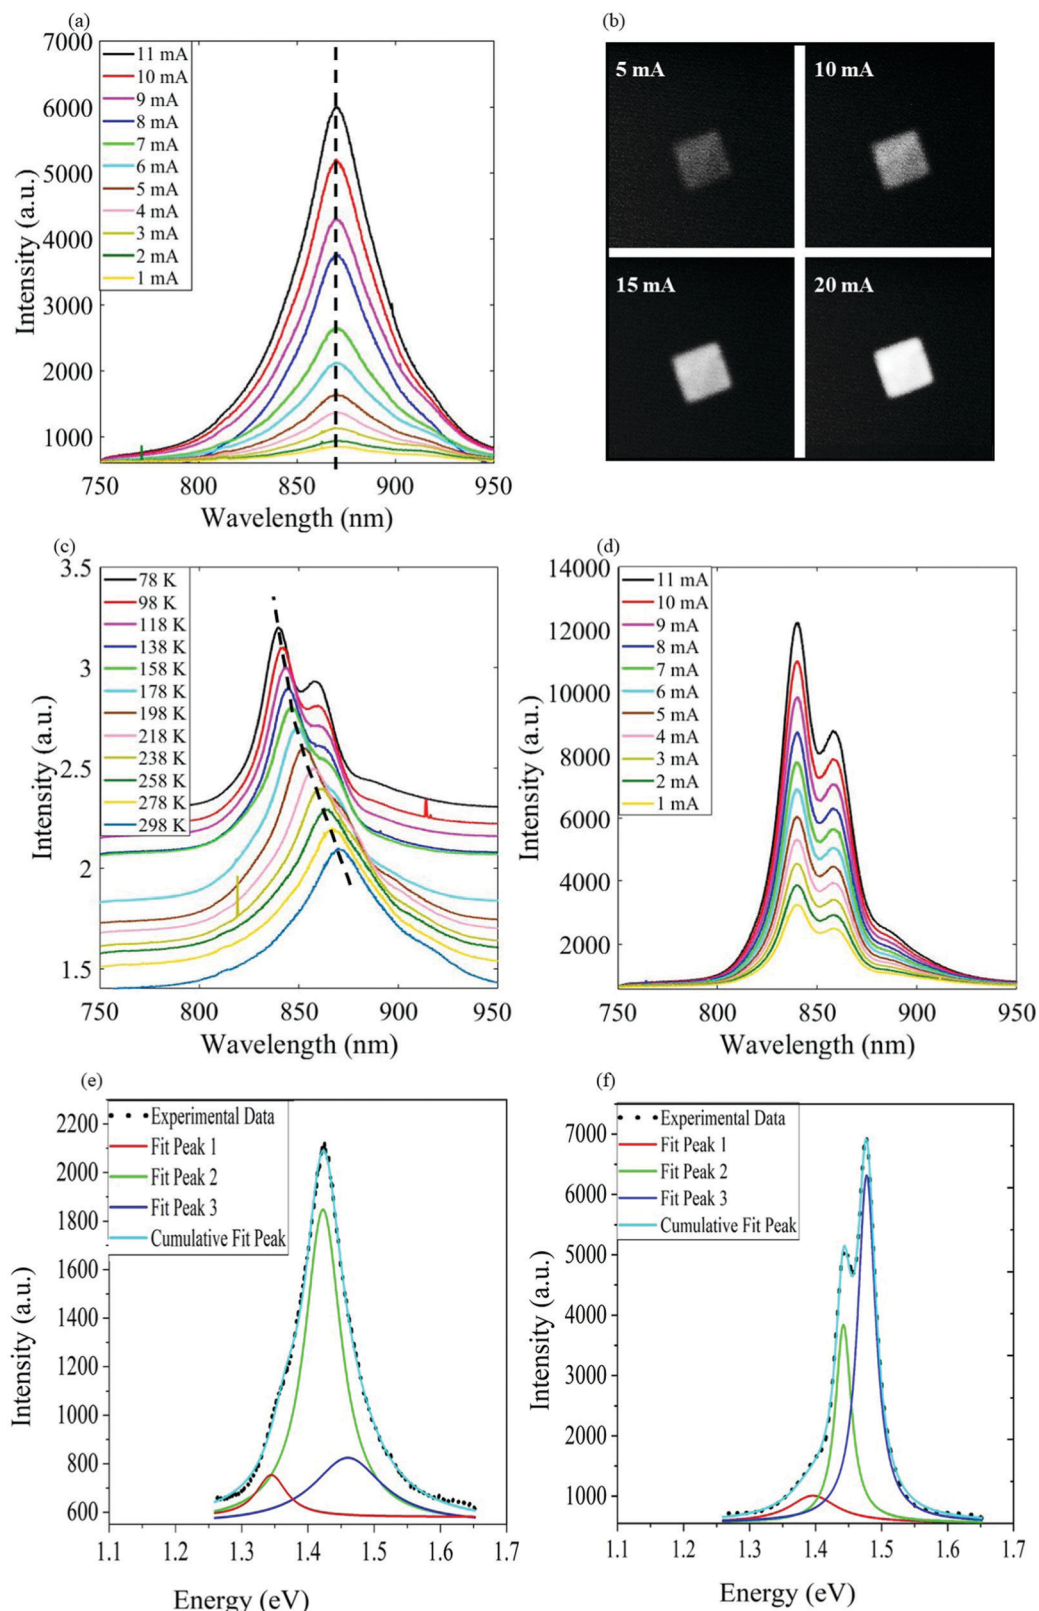 (a)
7000
6000
5000
4000
3000
2000
1000
11 mA
10 mA
9 mA
8 mA
7 mA
6 mA
5 mA
4 mA
3 mA
2 mA
1 mA
Intensity (a.u.)
750 800 850 900 950
Wavelength (nm)
(b)
5 mA
10 mA
15 mA
20 mA
(c)
3.5
3
2.5
2
1.5
78 K
98 K
118 K
138 K
158 K
178 K
198 K
218 K
238 K
258 K
278 K
298 K
Intensity (a.u.)
750 800 850 900 950
Wavelength (nm)
(d)
14000
12000
10000
8000
6000
4000
2000
11 mA
10 mA
9 mA
8 mA
7 mA
6 mA
5 mA
4 mA
3 mA
2 mA
1 mA
Intensity (a.u.)
750 800 850 900 950
Wavelength (nm)
(e)
2200
2000
1800
1600
1400
1200
1000
800
600
Experimental Data
Fit Peak 1
Fit Peak 2
Fit Peak 3
Cumulative Fit Peak
Intensity (a.u.)
1.1 1.2 1.3 1.4 1.5 1.6 1.7
Energy (eV)
(f)
7000
6000
5000
4000
3000
2000
1000
Experimental Data
Fit Peak 1
Fit Peak 2
Fit Peak 3
Cumulative Fit Peak
Intensity (a.u.)
1.1 1.2 1.3 1.4 1.5 1.6 1.7
Energy (eV)